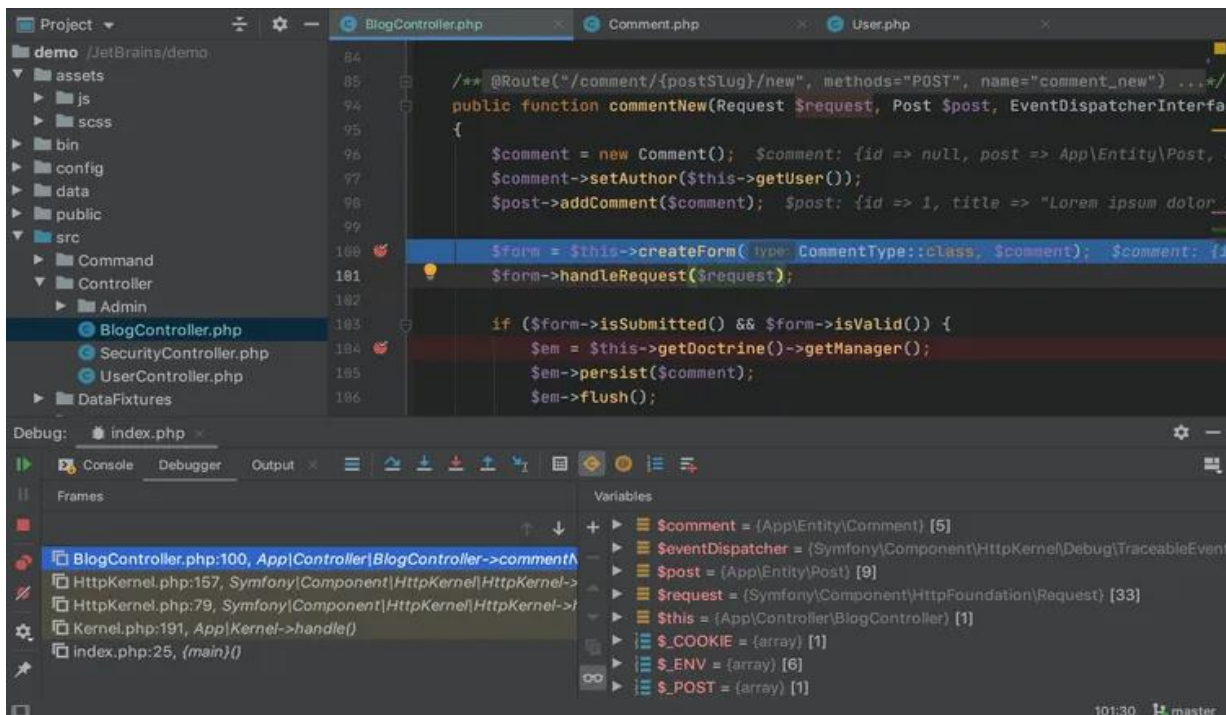 Project
BlogController.php
Comment.php
User.php
demo /JetBrains/demo
assets
js
scss
bin
config
data
public
src
Command
Controller
Admin
BlogController.php
SecurityController.php
UserController.php
DataFixtures
84
85 /** @Route("/comment/{postSlug}/new", methods="POST", name="comment_new") ...*/
94 public function commentNew(Request $request, Post $post, EventDispatcherInterfa
95 {
96 $comment = new Comment(); $comment: {id => null, post => App\Entity\Post,
97 $comment->setAuthor($this->getUser());
98 $post->addComment($comment); $post: {id => 1, title => "Lorem ipsum dolor
99
100 $form = $this->createForm( type: CommentType::class, $comment); $comment: {i
101 $form->handleRequest($request);
102
103 if ($form->isSubmitted() && $form->isValid()) {
104 $em = $this->getDoctrine()->getManager();
105 $em->persist($comment);
106 $em->flush();
Debug: index.php
Console Debugger Output
Frames
BlogController.php:100, App|Controller|BlogController->commentN
HttpKernel.php:157, Symfony|Component|HttpKernel|HttpKernel->
HttpKernel.php:79, Symfony|Component|HttpKernel|HttpKernel->
Kernel.php:191, App|Kernel->handle()
index.php:25, {main}()
Variables
$comment = {App\Entity\Comment} [5]
$eventDispatcher = {Symfony\Component\HttpKernel\Debug\TraceableEvent
$post = {App\Entity\Post} [9]
$request = {Symfony\Component\HttpFoundation\Request} [33]
$this = {App\Controller\BlogController} [1]
$_COOKIE = {array} [1]
$_ENV = {array} [6]
$_POST = {array} [1]
101:30 master